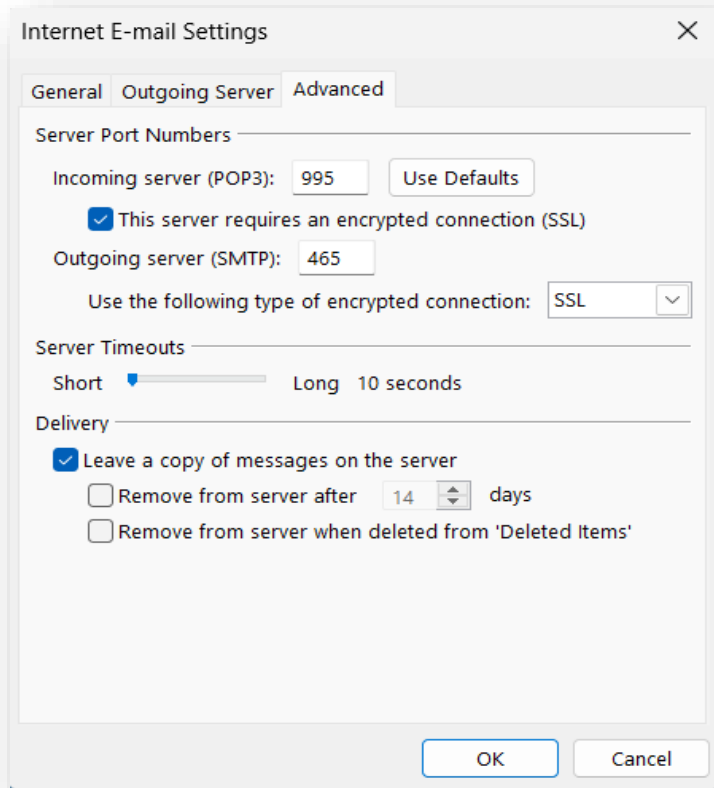 Internet E-mail Settings
General Outgoing Server Advanced
Server Port Numbers
Incoming server (POP3): 995 Use Defaults
This server requires an encrypted connection (SSL)
Outgoing server (SMTP): 465
Use the following type of encrypted connection: SSL
Server Timeouts
Short Long 10 seconds
Delivery
Leave a copy of messages on the server
Remove from server after 14 days
Remove from server when deleted from 'Deleted Items'
OK Cancel